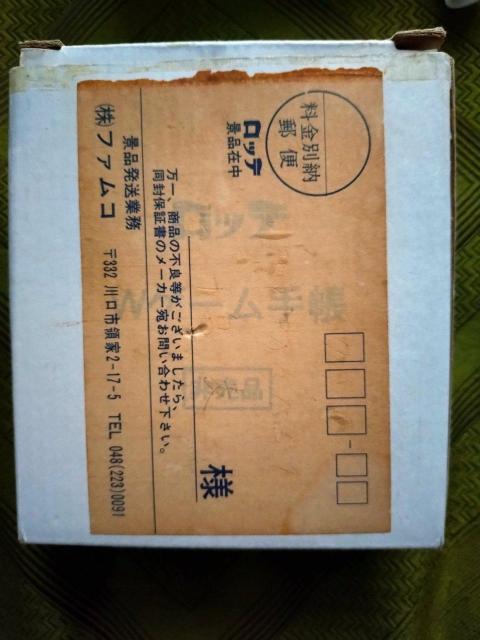 料金別納
郵便
ロッテ
景品在中
様
万一、商品の不良等がございましたら、
同封保証書のメーカー宛お問い合わせ下さい。
景品発送業務
(株)ファムコ
〒332 川口市領家2-17-5 TEL 048(223)0091
ロッテ
ゲーム手帳